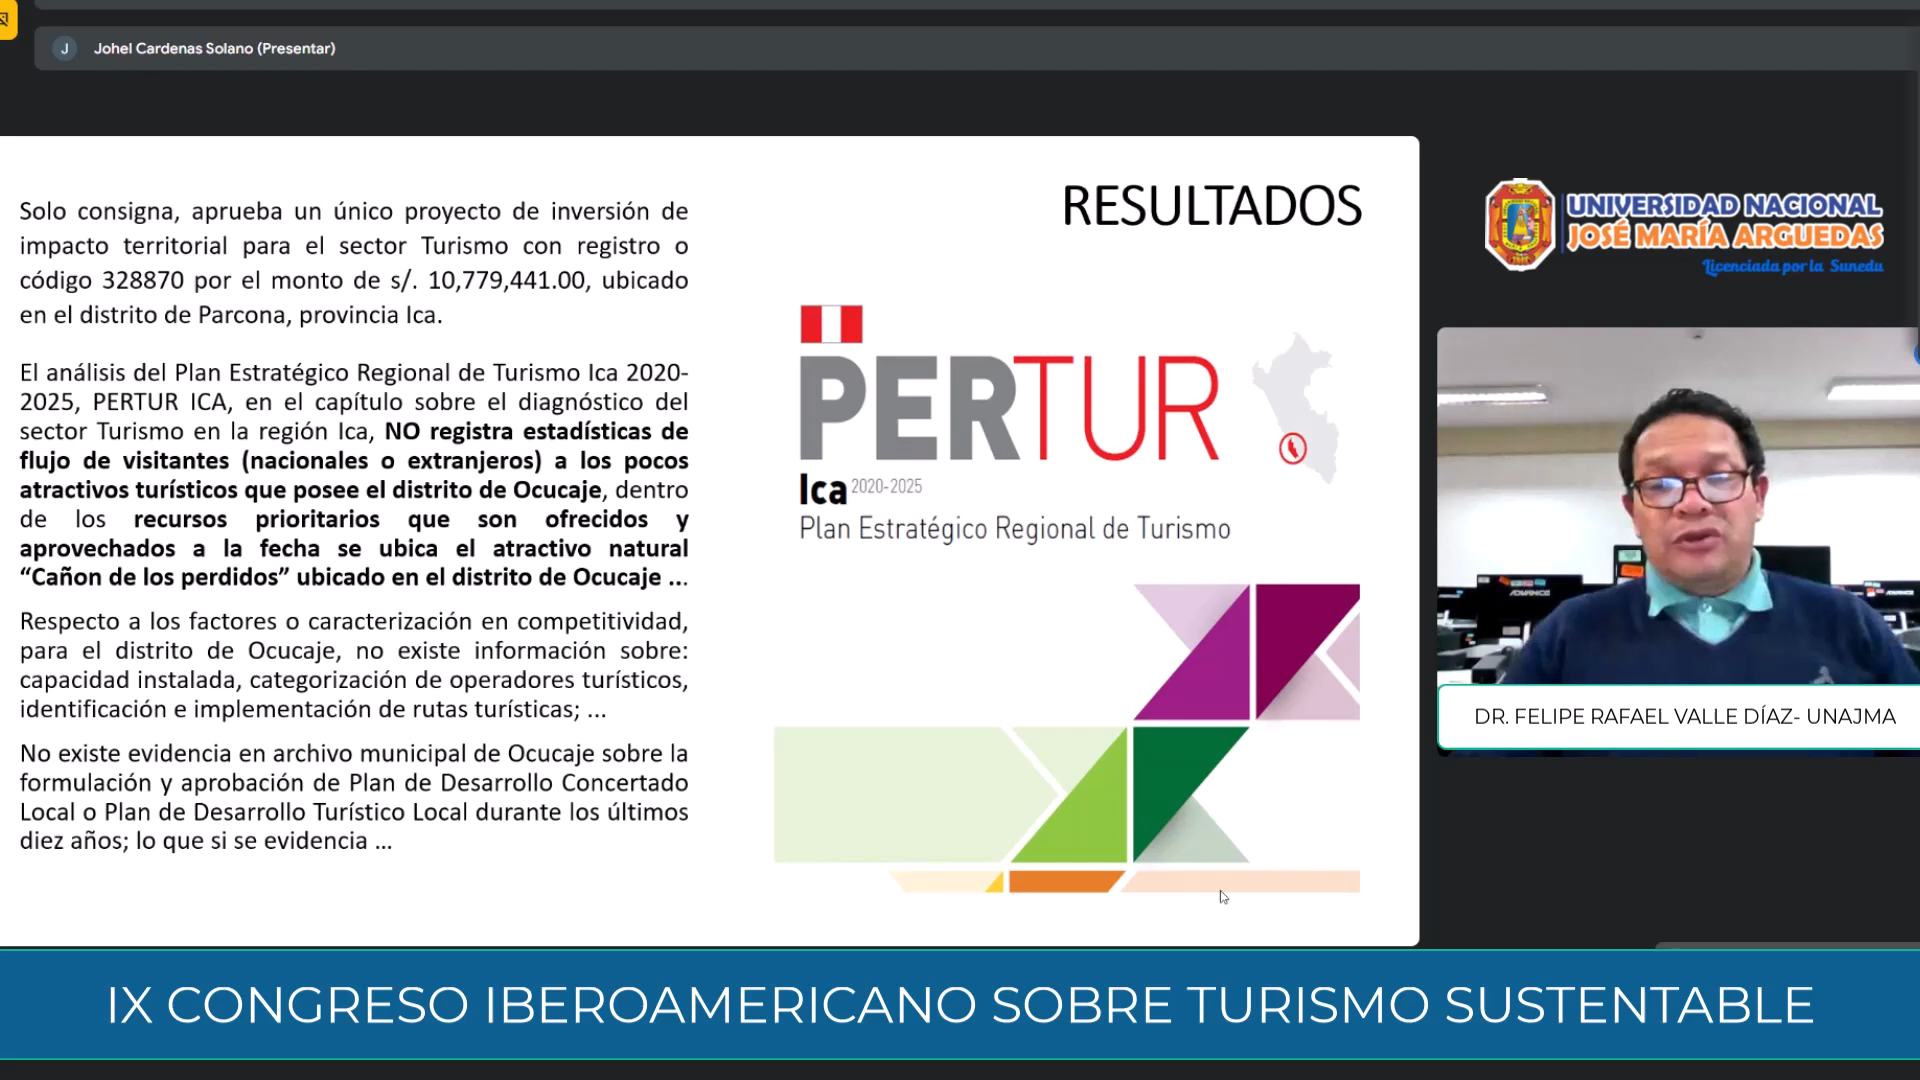 J Johel Cardenas Solano (Presentar)
Solo consigna, aprueba un único proyecto de inversión de
impacto territorial para el sector Turismo con registro o
código 328870 por el monto de s/. 10,779,441.00, ubicado
en el distrito de Parcona, provincia Ica.
El análisis del Plan Estratégico Regional de Turismo Ica 2020-
2025, PERTUR ICA, en el capítulo sobre el diagnóstico del
sector Turismo en la región Ica, NO registra estadísticas de
flujo de visitantes (nacionales o extranjeros) a los pocos
atractivos turísticos que posee el distrito de Ocucaje, dentro
de los recursos prioritarios que son ofrecidos y
aprovechados a la fecha se ubica el atractivo natural
“Cañon de los perdidos” ubicado en el distrito de Ocucaje ...
Respecto a los factores o caracterización en competitividad,
para el distrito de Ocucaje, no existe información sobre:
capacidad instalada, categorización de operadores turísticos,
identificación e implementación de rutas turísticas; ...
No existe evidencia en archivo municipal de Ocucaje sobre la
formulación y aprobación de Plan de Desarrollo Concertado
Local o Plan de Desarrollo Turístico Local durante los últimos
diez años; lo que si se evidencia ...
RESULTADOS
PERTUR
Ica 2020-2025
Plan Estratégico Regional de Turismo
UNIVERSIDAD NACIONAL
JOSÉ MARÍA ARGUEDAS
Licenciada por la Sunedu
ADVANCE
ADVANCE
DR. FELIPE RAFAEL VALLE DÍAZ- UNAJMA
IX CONGRESO IBEROAMERICANO SOBRE TURISMO SUSTENTABLE